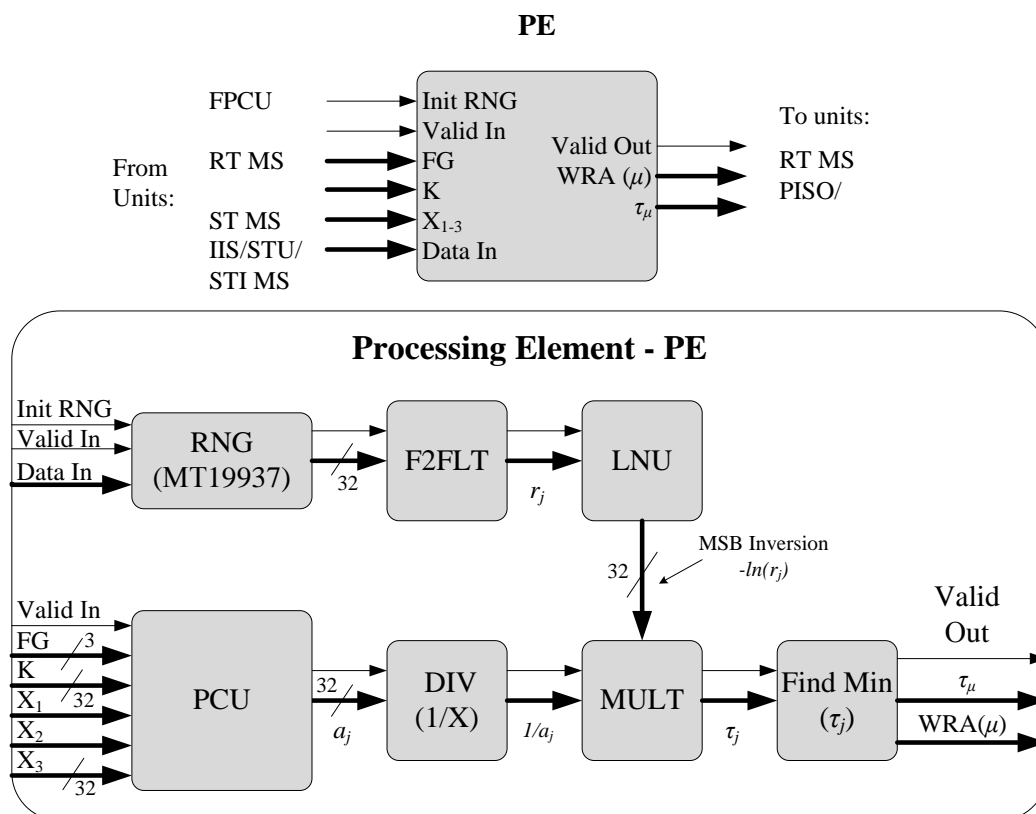 PE
FPCU
From
Units:
RT MS
ST MS
IIS/STU/
STI MS
Init RNG
Valid In
FG
K
X1-3
Data In
Valid Out
WRA (μ)
τμ
To units:
RT MS
PISO/
Processing Element - PE
Init RNG
Valid In
Data In
RNG
(MT19937)
32
F2FLT
rj
LNU
32
MSB Inversion
-ln(rj)
Valid In
FG
3
K
32
X1
X2
X3
32
PCU
32
aj
DIV
(1/X)
1/aj
MULT
τj
Find Min
(τj)
Valid
Out
τμ
WRA(μ)